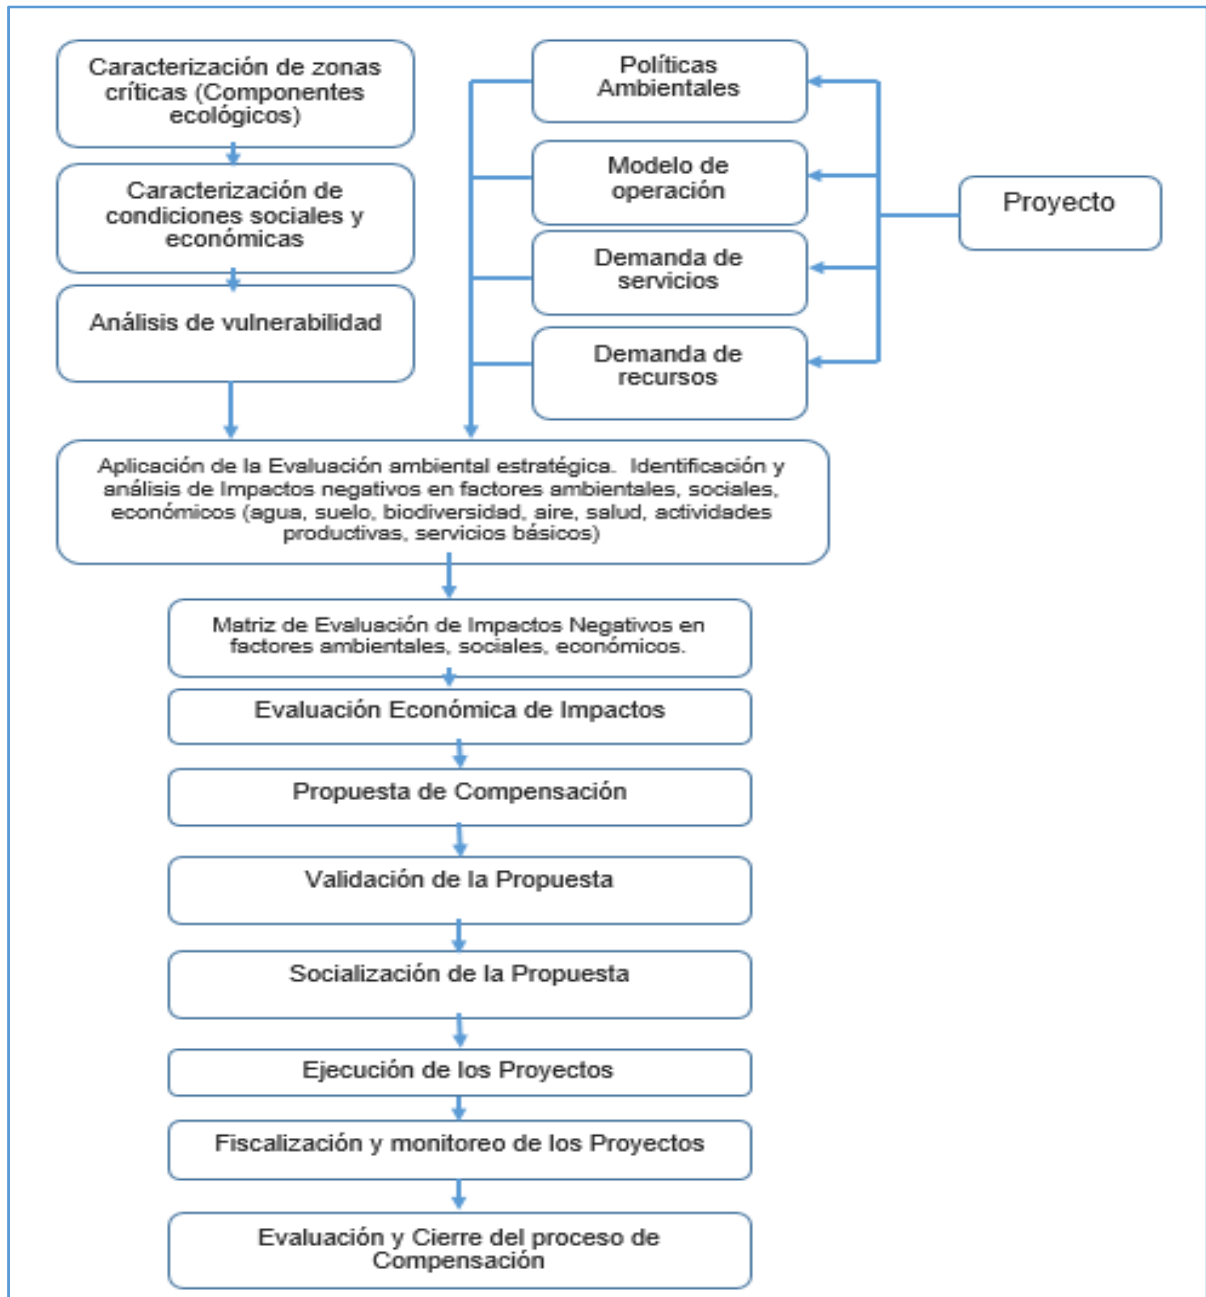 Caracterización de zonas
críticas (Componentes
ecológicos)
Caracterización de
condiciones sociales y
económicas
Análisis de vulnerabilidad
Políticas
Ambientales
Modelo de
operación
Demanda de
servicios
Demanda de
recursos
Proyecto
Aplicación de la Evaluación ambiental estratégica. Identificación y
análisis de Impactos negativos en factores ambientales, sociales,
económicos (agua, suelo, biodiversidad, aire, salud, actividades
productivas, servicios básicos)
Matriz de Evaluación de Impactos Negativos en
factores ambientales, sociales, económicos.
Evaluación Económica de Impactos
Propuesta de Compensación
Validación de la Propuesta
Socialización de la Propuesta
Ejecución de los Proyectos
Fiscalización y monitoreo de los Proyectos
Evaluación y Cierre del proceso de
Compensación